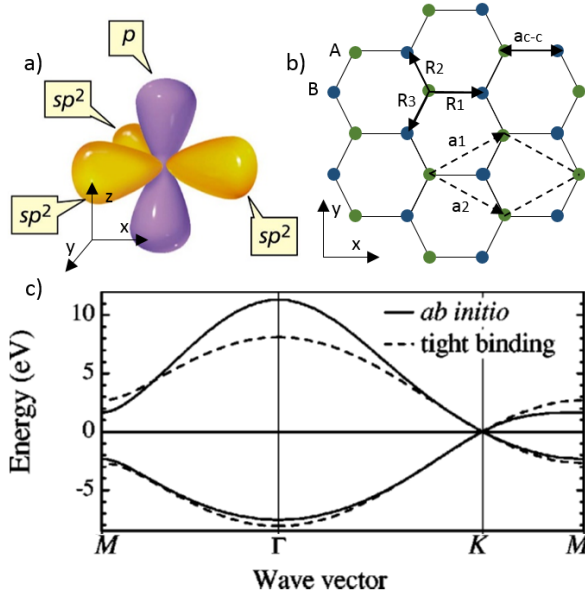 a)
p
sp²
sp²
sp²
z
x
y
b)
A
B
R2
R1
R3
aC-C
a1
a2
y
x
c)
Energy (eV)
10
5
0
-5
ab initio
tight binding
M
Γ
K
M
Wave vector